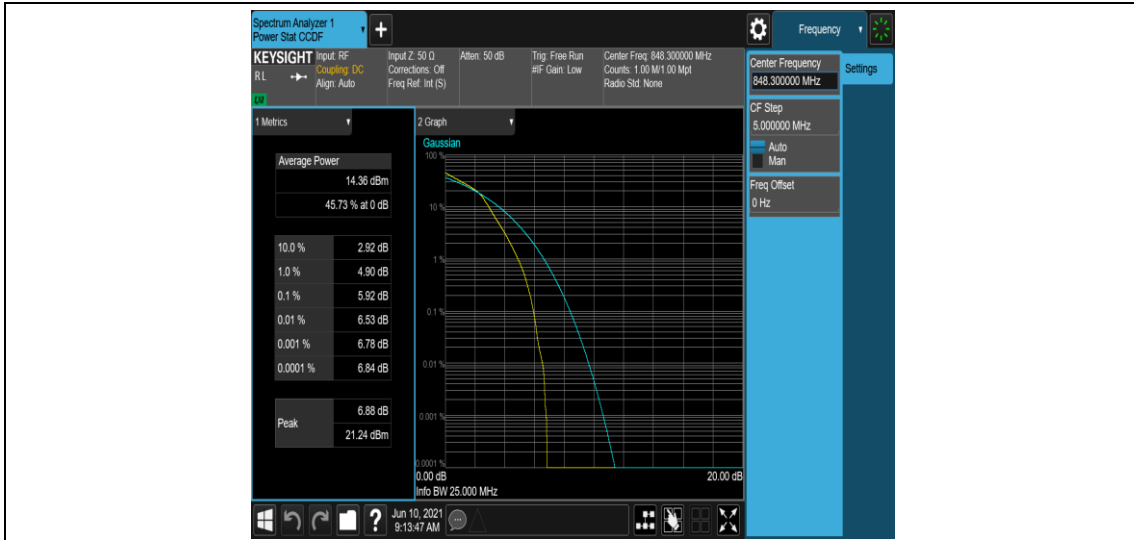 Spectrum Analyzer 1
Power Stat CCDF
Frequency
KEYSIGHT
RL
Input: RF
Coupling: DC
Align: Auto
Input Z: 50 Ω
Corrections: Off
Freq Ref: Int (S)
Atten: 50 dB
Trig: Free Run
#IF Gain: Low
Center Freq: 848.300000 MHz
Counts: 1.00 M/1.00 Mpt
Radio Std: None
Center Frequency
848.300000 MHz
Settings
CF Step
5.000000 MHz
Auto
Man
Freq Offset
0 Hz
1 Metrics
Average Power
14.36 dBm
45.73 % at 0 dB
10.0 % 2.92 dB
1.0 % 4.90 dB
0.1 % 5.92 dB
0.01 % 6.53 dB
0.001 % 6.78 dB
0.0001 % 6.84 dB
Peak
6.88 dB
21.24 dBm
2 Graph
Gaussian
100 %
10 %
1 %
0.1 %
0.01 %
0.001 %
0.0001 %
0.00 dB
20.00 dB
Info BW 25.000 MHz
?
Jun 10, 2021
9:13:47 AM